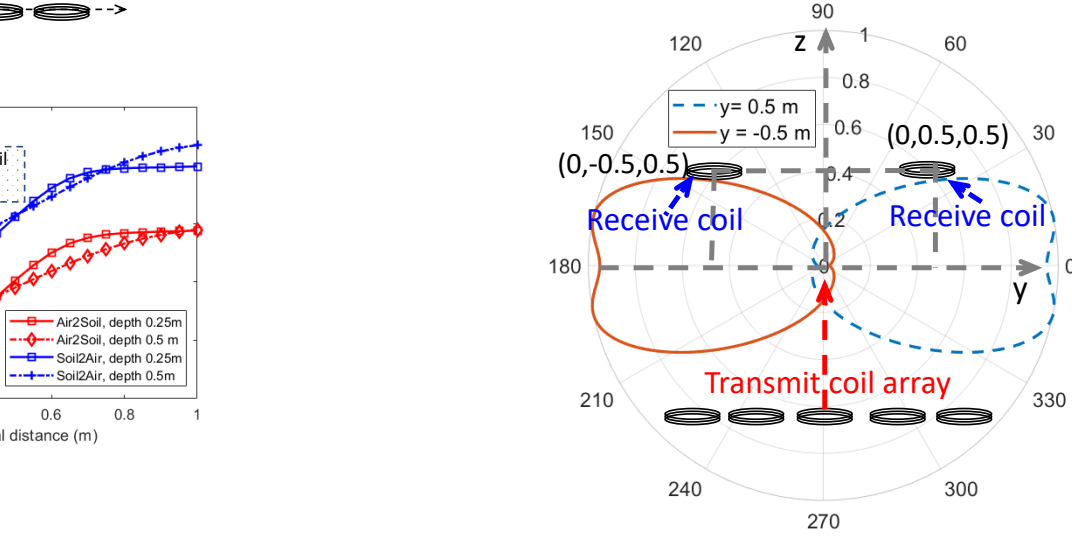 il
Air2Soil, depth 0.25m
Air2Soil, depth 0.5 m
Soil2Air, depth 0.25m
Soil2Air, depth 0.5m
0.6 0.8 1
al distance (m)
90
120 z 1 60
0.8
y= 0.5 m
y = -0.5 m
0.6
150 (0,0.5,0.5) 30
(0,-0.5,0.5) 0.4
Receive coil 0.2 Receive coil
180 0 0
y
Transmit coil array
210 330
240 300
270